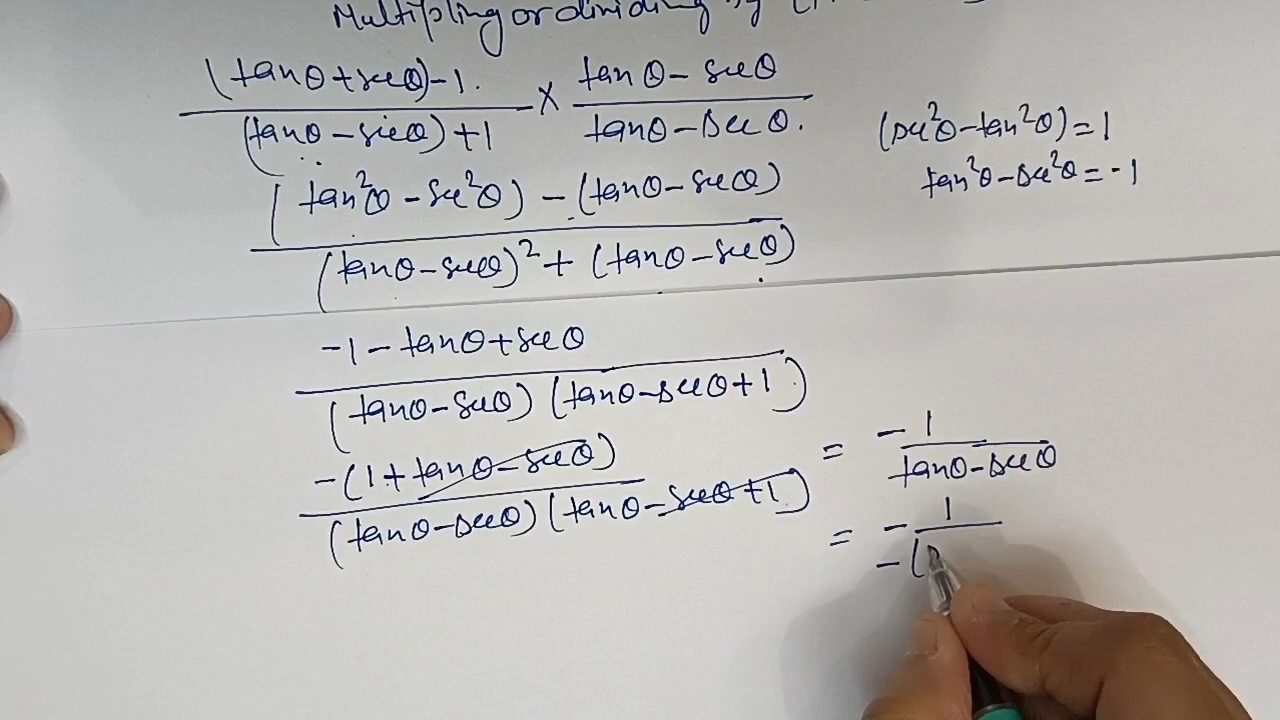 Multipling or dividing by
(tanθ+secθ)-1 / (tanθ-secθ)+1 × tanθ-secθ / tanθ-secθ.
(sec²θ-tan²θ)=1
tan²θ-sec²θ=-1
(tan²θ-sec²θ)-(tanθ-secθ) / (tanθ-secθ)²+(tanθ-secθ)
-1-tanθ+secθ / (tanθ-secθ)(tanθ-secθ+1)
-(1+tanθ-secθ) / (tanθ-secθ)(tanθ-secθ+1) = -1 / tanθ-secθ
= -1 / -(